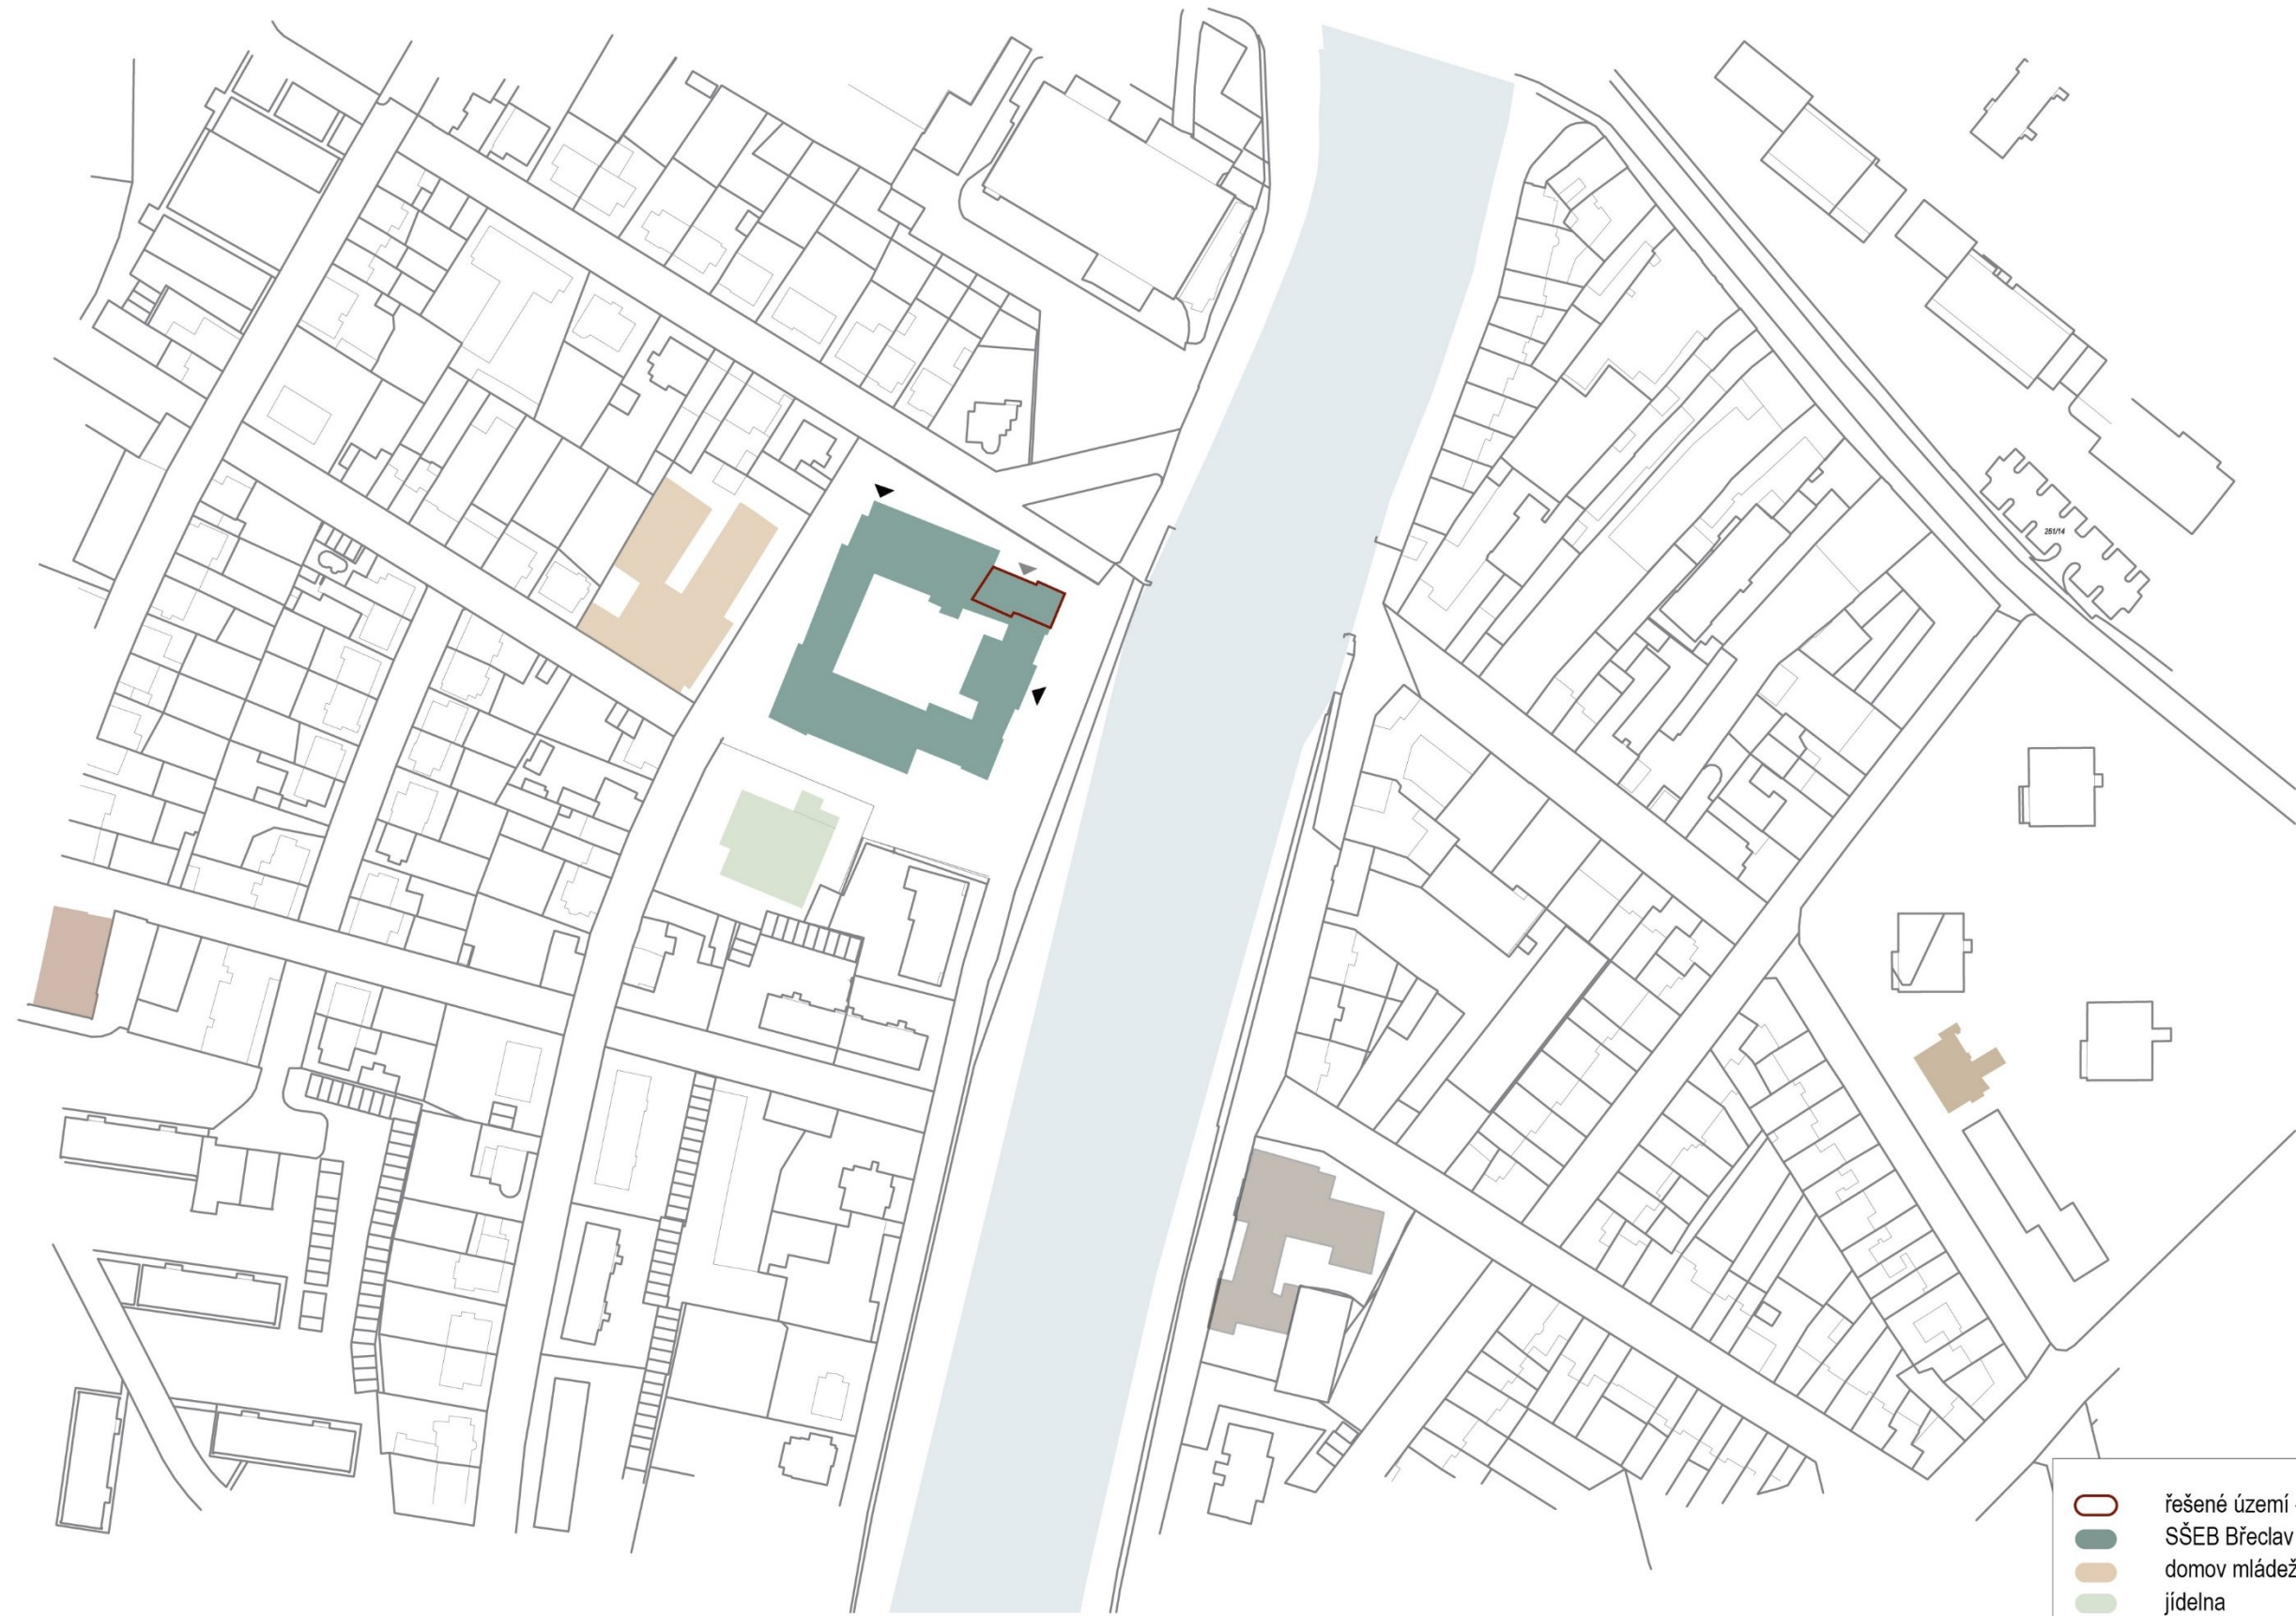 251/14
řešené území
SŠEB Břeclav
domov mládež
jídelna